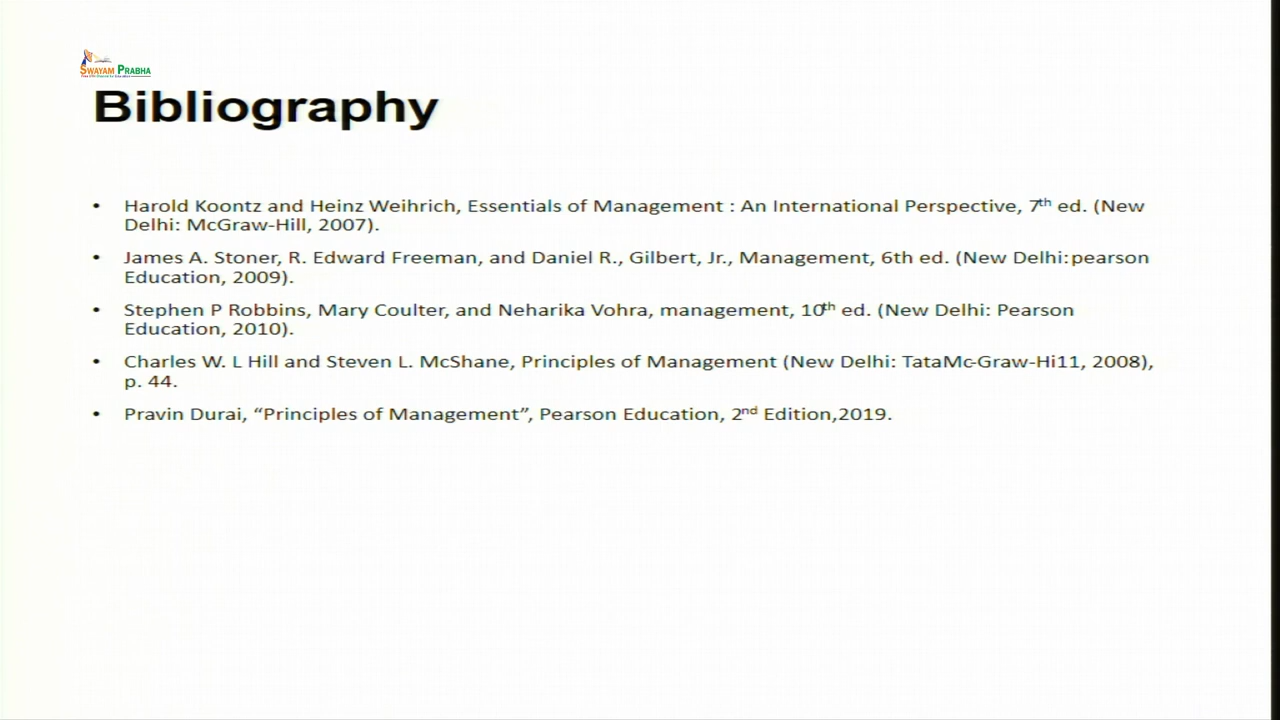 SWAYAM PRABHA
Bibliography
• Harold Koontz and Heinz Weihrich, Essentials of Management : An International Perspective, 7th ed. (New
Delhi: McGraw-Hill, 2007).
• James A. Stoner, R. Edward Freeman, and Daniel R., Gilbert, Jr., Management, 6th ed. (New Delhi:pearson
Education, 2009).
• Stephen P Robbins, Mary Coulter, and Neharika Vohra, management, 10th ed. (New Delhi: Pearson
Education, 2010).
• Charles W. L Hill and Steven L. McShane, Principles of Management (New Delhi: TataMc-Graw-Hi11, 2008),
p. 44.
• Pravin Durai, “Principles of Management”, Pearson Education, 2nd Edition,2019.